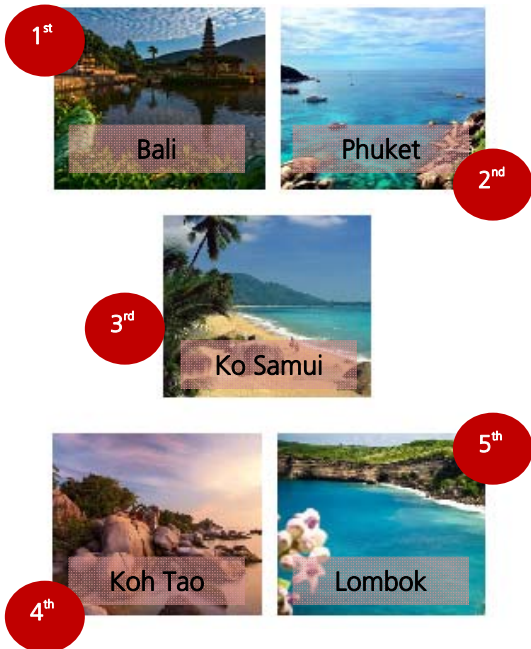 1st
Bali
Phuket
2nd
3rd
Ko Samui
5th
Koh Tao
Lombok
4th